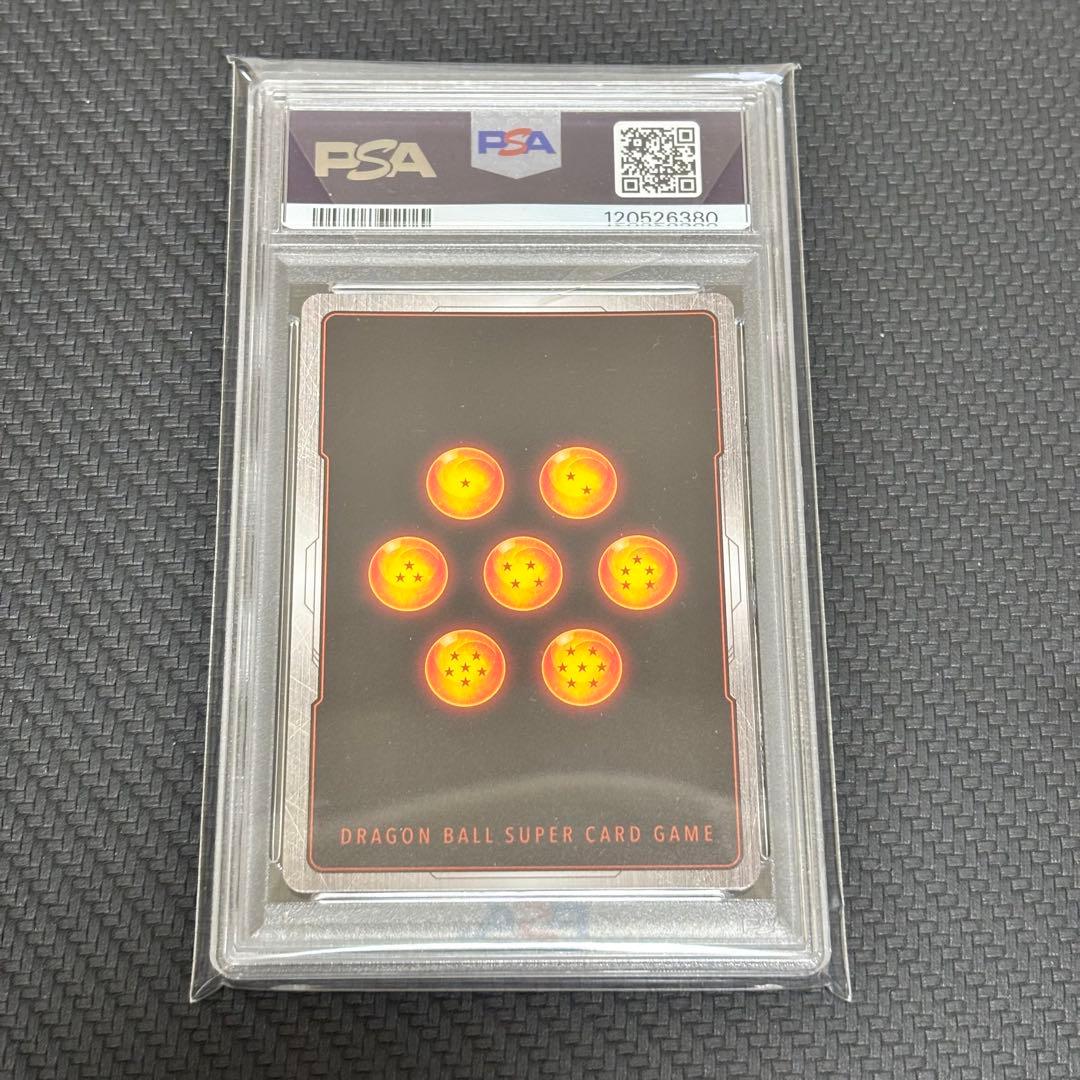 PSA
PSA
120526380
DRAGON BALL SUPER CARD GAME